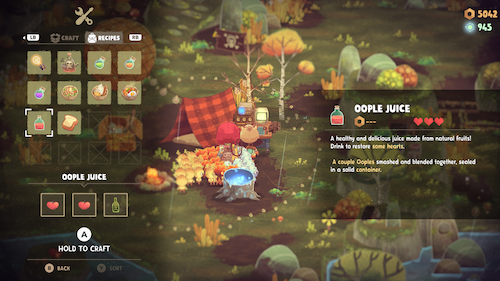 5042
945
LB CRAFT RECIPES RB
OOPLE JUICE
---
A healthy and delicious juice made from natural fruits!
Drink to restore some hearts.
A couple Ooples smashed and blended together, sealed
in a solid container.
OOPLE JUICE
A
HOLD TO CRAFT
B BACK
SORT